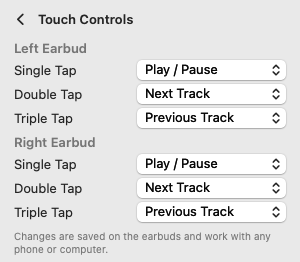 Touch Controls
Left Earbud
Single Tap Play / Pause
Double Tap Next Track
Triple Tap Previous Track
Right Earbud
Single Tap Play / Pause
Double Tap Next Track
Triple Tap Previous Track
Changes are saved on the earbuds and work with any
phone or computer.